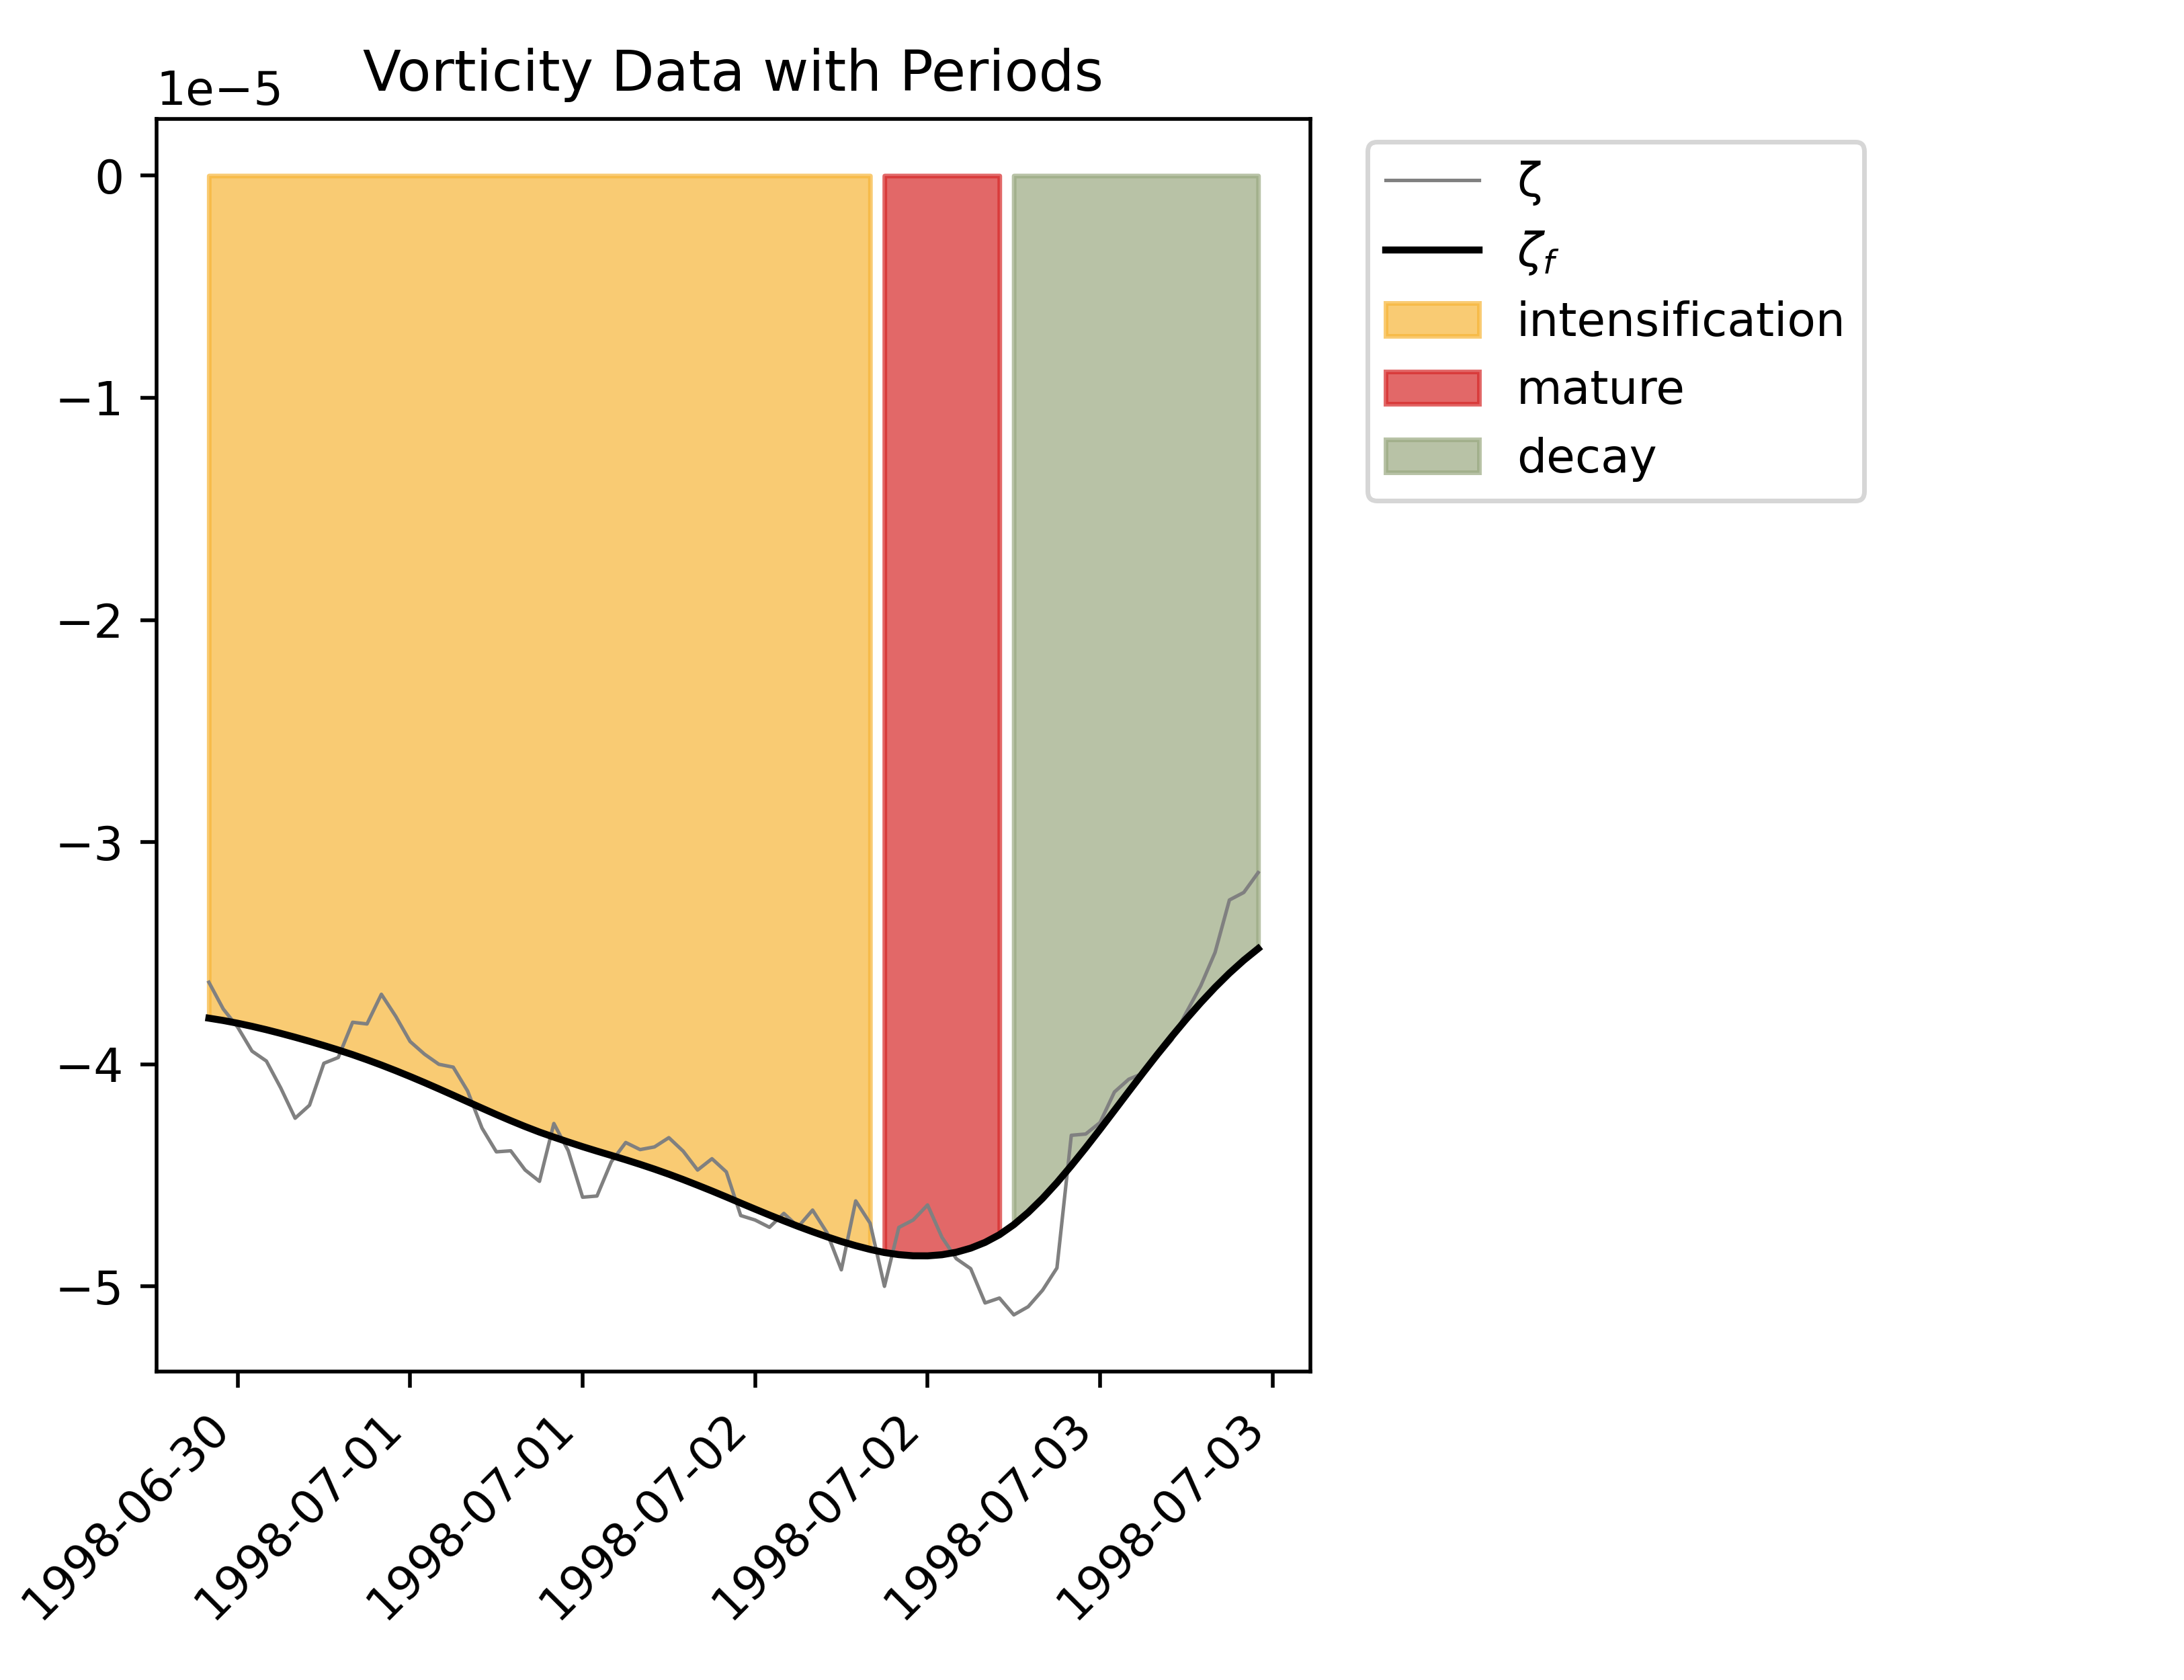 Vorticity Data with Periods
1e−5
0
−1
−2
−3
−4
−5
1998-06-30
1998-07-01
1998-07-01
1998-07-02
1998-07-02
1998-07-03
1998-07-03
ζ
ζf
intensification
mature
decay